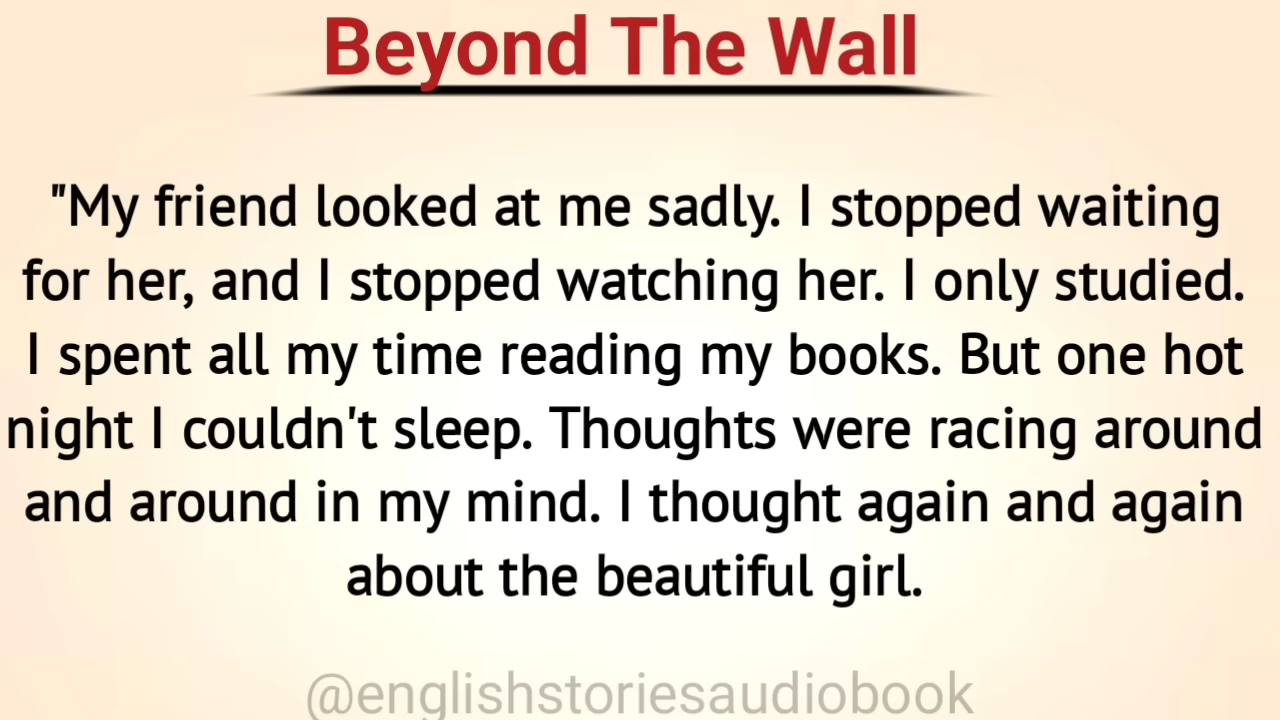 Beyond The Wall
"My friend looked at me sadly. I stopped waiting
for her, and I stopped watching her. I only studied.
I spent all my time reading my books. But one hot
night I couldn't sleep. Thoughts were racing around
and around in my mind. I thought again and again
about the beautiful girl.
@englishstoriesaudiobook